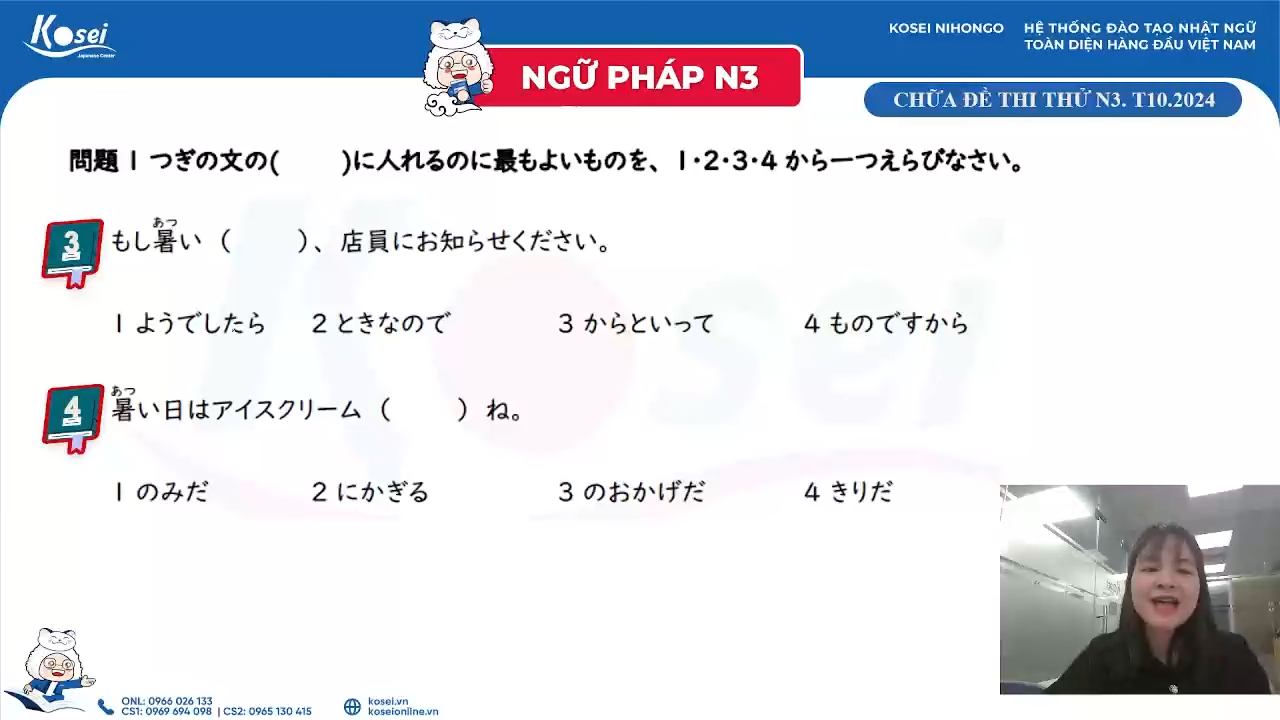 Kosei
Japanese Center
KOSEI NIHONGO
HỆ THỐNG ĐÀO TẠO NHẬT NGỮ
TOÀN DIỆN HÀNG ĐẦU VIỆT NAM
NGỮ PHÁP N3
CHỮA ĐỀ THI THỬ N3. T10.2024
問題1 つぎの文の( )に人れるのに最もよいものを、1・2・3・4 から一つえらびなさい。
3
あつ
もし暑い（ ）、店員にお知らせください。
1 ようでしたら 2 ときなので 3 からといって 4 ものですから
4
あつ
暑い日はアイスクリーム（ ）ね。
1 のみだ 2 にかぎる 3 のおかげだ 4 きりだ
ONL: 0966 026 133
CS1: 0969 694 098 | CS2: 0965 130 415
kosei.vn
koseionline.vn